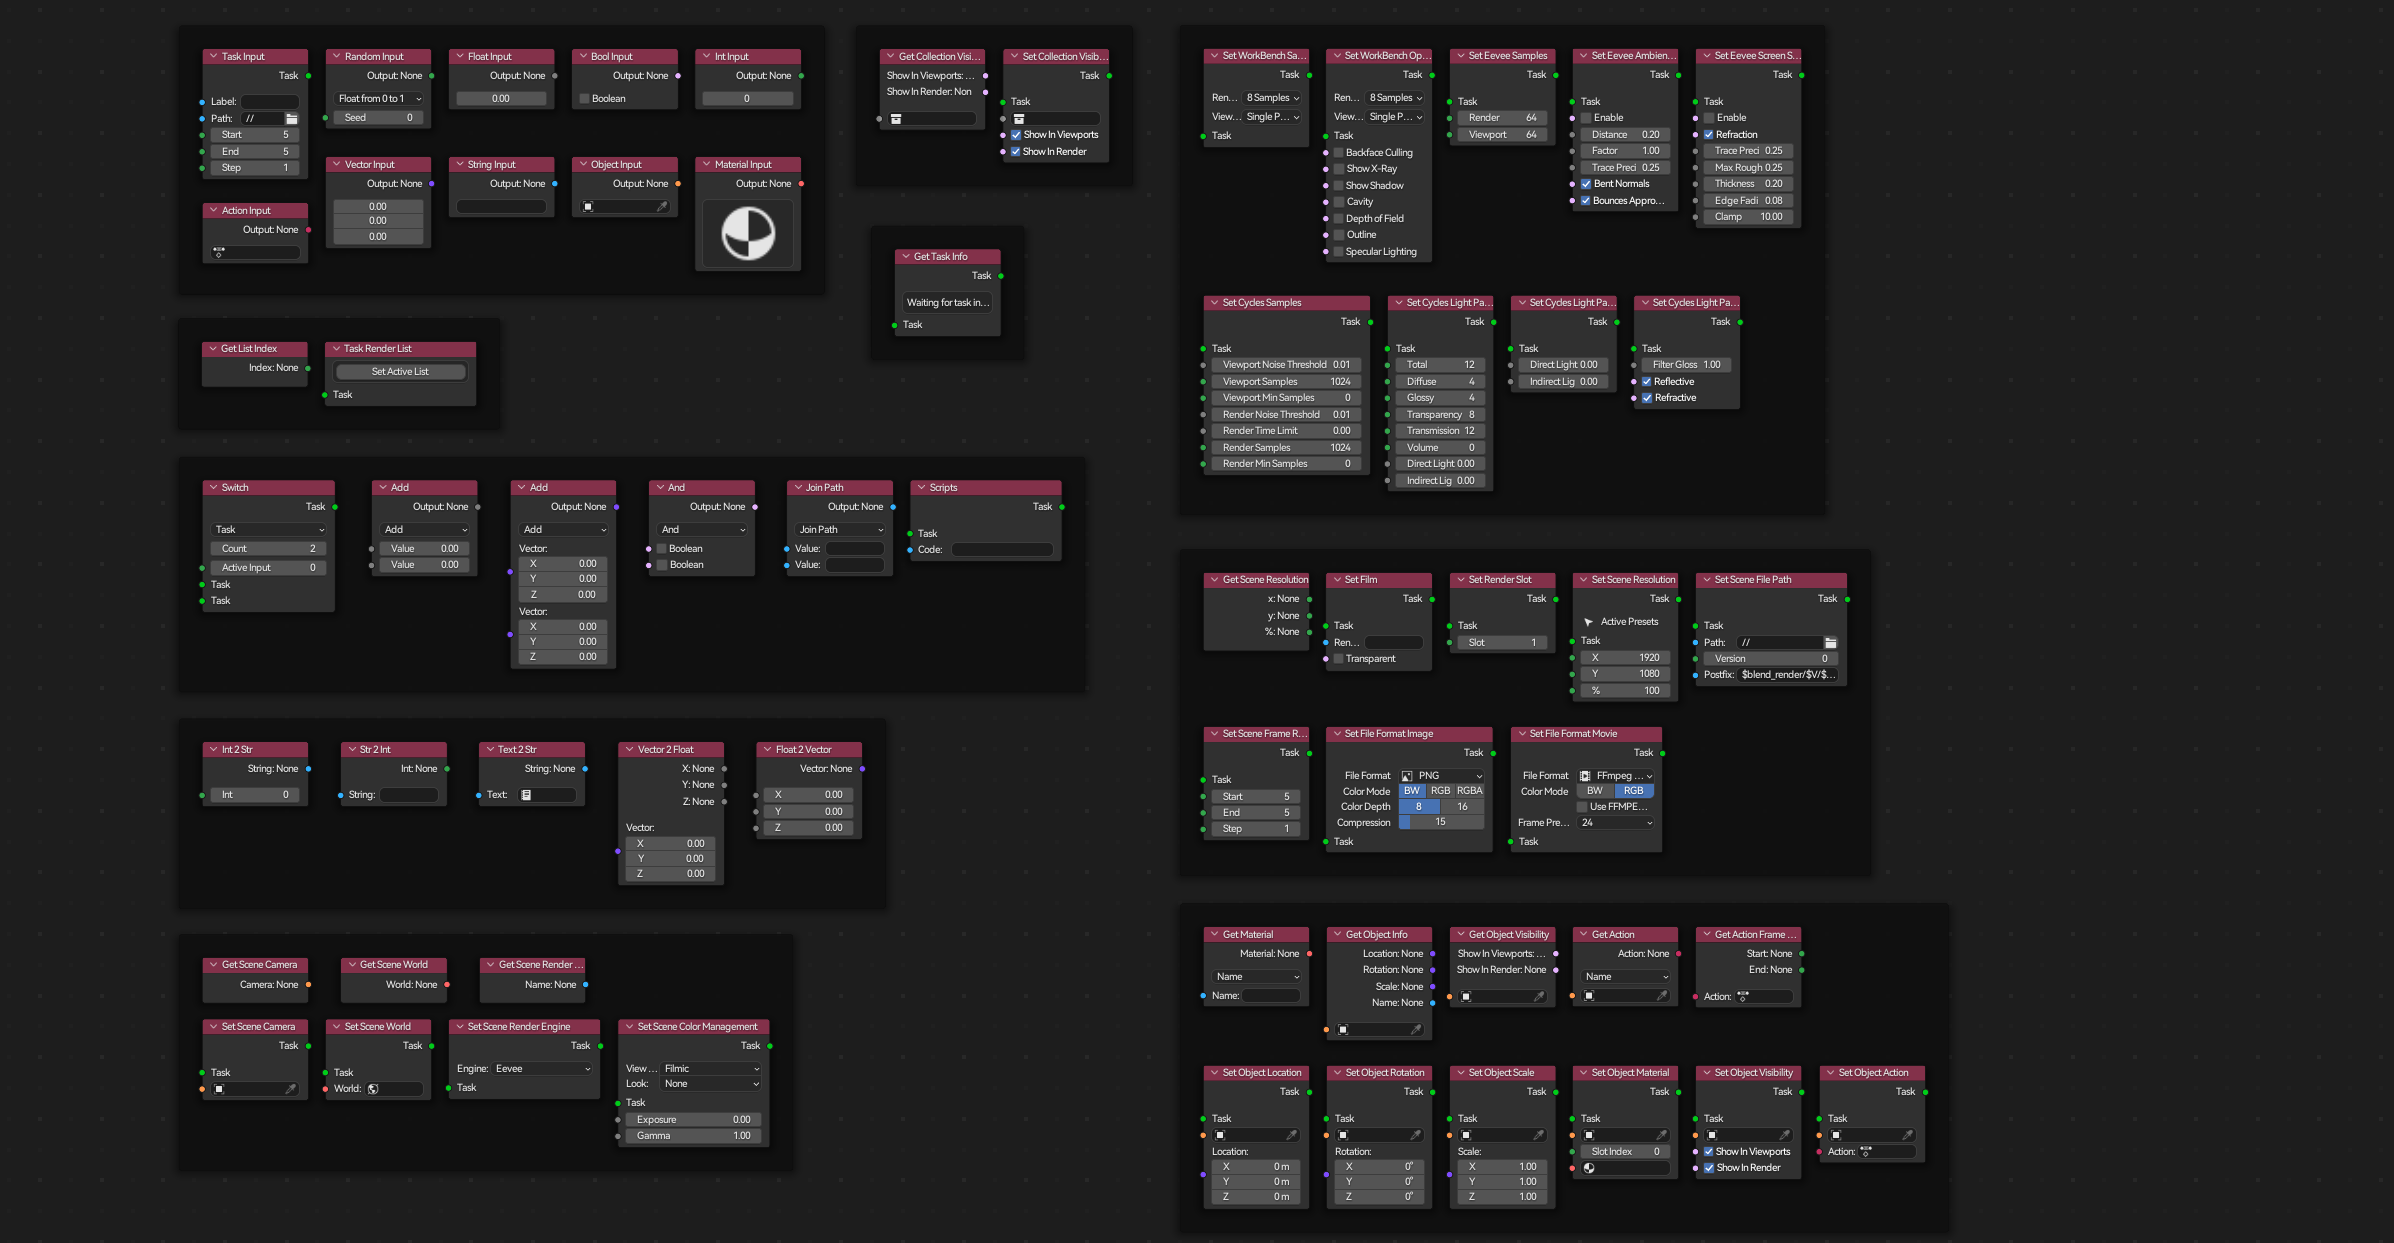 Task Input
Task
Label:
Path: //
Start 5
End 5
Step 1
Random Input
Output: None
Float from 0 to 1
Seed 0
Float Input
Output: None
0.00
Bool Input
Output: None
Boolean
Int Input
Output: None
0
Action Input
Output: None
Vector Input
Output: None
0.00
0.00
0.00
String Input
Output: None
Object Input
Output: None
Material Input
Output: None
Get Collection Visi...
Show In Viewports: ...
Show In Render: Non
Set Collection Visib...
Task
Task
Show In Viewports
Show In Render
Get Task Info
Task
Waiting for task in...
Task
Get List Index
Index: None
Task Render List
Set Active List
Task
Switch
Task
Task
Count 2
Active Input 0
Task
Task
Add
Output: None
Add
Value 0.00
Value 0.00
Add
Output: None
Add
Vector:
X 0.00
Y 0.00
Z 0.00
Vector:
X 0.00
Y 0.00
Z 0.00
And
Output: None
And
Boolean
Boolean
Join Path
Output: None
Join Path
Value:
Value:
Scripts
Task
Task
Code:
Int 2 Str
String: None
Int 0
Str 2 Int
Int: None
String:
Text 2 Str
String: None
Text:
Vector 2 Float
X: None
Y: None
Z: None
Vector:
X 0.00
Y 0.00
Z 0.00
Float 2 Vector
Vector: None
X 0.00
Y 0.00
Z 0.00
Get Scene Camera
Camera: None
Get Scene World
World: None
Get Scene Render ...
Name: None
Set Scene Camera
Task
Task
Set Scene World
Task
Task
World:
Set Scene Render Engine
Task
Engine: Eevee
Task
Set Scene Color Management
Task
View ... Filmic
Look: None
Task
Exposure 0.00
Gamma 1.00
Set WorkBench Sa...
Task
Ren... 8 Samples
View... Single P...
Task
Set WorkBench Op...
Task
Ren... 8 Samples
View... Single P...
Task
Backface Culling
Show X-Ray
Show Shadow
Cavity
Depth of Field
Outline
Specular Lighting
Set Eevee Samples
Task
Task
Render 64
Viewport 64
Set Eevee Ambien...
Task
Task
Enable
Distance 0.20
Factor 1.00
Trace Preci 0.25
Bent Normals
Bounces Appro...
Set Eevee Screen S...
Task
Task
Enable
Refraction
Trace Preci 0.25
Max Rough 0.25
Thickness 0.20
Edge Fadi 0.08
Clamp 10.00
Set Cycles Samples
Task
Task
Viewport Noise Threshold 0.01
Viewport Samples 1024
Viewport Min Samples 0
Render Noise Threshold 0.01
Render Time Limit 0.00
Render Samples 1024
Render Min Samples 0
Set Cycles Light Pa...
Task
Task
Total 12
Diffuse 4
Glossy 4
Transparency 8
Transmission 12
Volume 0
Direct Light 0.00
Indirect Lig 0.00
Set Cycles Light Pa...
Task
Task
Direct Light 0.00
Indirect Lig 0.00
Set Cycles Light Pa...
Task
Task
Filter Gloss 1.00
Reflective
Refractive
Get Scene Resolution
x: None
y: None
%: None
Set Film
Task
Task
Ren...
Transparent
Set Render Slot
Task
Task
Slot 1
Set Scene Resolution
Task
Active Presets
Task
X 1920
Y 1080
% 100
Set Scene File Path
Task
Task
Path: //
Version 0
Postfix: $blend_render/$V/$...
Set Scene Frame R...
Task
Task
Start 5
End 5
Step 1
Set File Format Image
Task
File Format PNG
Color Mode BW RGB RGBA
Color Depth 8 16
Compression 15
Task
Set File Format Movie
Task
File Format FFmpeg ...
Color Mode BW RGB
Use FFMPE...
Frame Pre... 24
Task
Get Material
Material: None
Name
Name:
Get Object Info
Location: None
Rotation: None
Scale: None
Name: None
Get Object Visibility
Show In Viewports: ...
Show In Render: None
Get Action
Action: None
Name
Get Action Frame ...
Start: None
End: None
Action:
Set Object Location
Task
Task
Location:
X 0 m
Y 0 m
Z 0 m
Set Object Rotation
Task
Task
Rotation:
X 0°
Y 0°
Z 0°
Set Object Scale
Task
Task
Scale:
X 1.00
Y 1.00
Z 1.00
Set Object Material
Task
Task
Slot Index 0
Set Object Visibility
Task
Task
Show In Viewports
Show In Render
Set Object Action
Task
Task
Action: